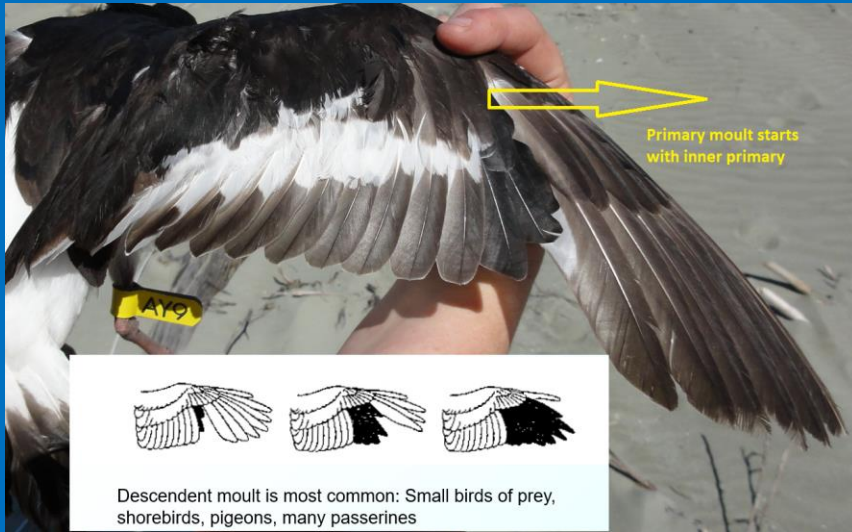 Primary moult starts
with inner primary
AY9
Descendent moult is most common: Small birds of prey,
shorebirds, pigeons, many passerines